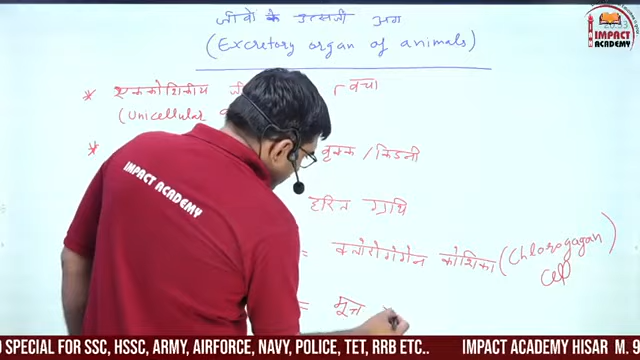 जीवों के उत्सर्जी अंग
(Excretory organ of animals)
IMPACT
ACADEMY
* एककोशिकीय त्वचा
(Unicellular
* वृक्क / किडनी
हरित ग्रंथि
= क्लोरोगेगेन कोशिका (Chlorogagan
cell
= मूत्र
IMPACT ACADEMY
SPECIAL FOR SSC, HSSC, ARMY, AIRFORCE, NAVY, POLICE, TET, RRB ETC.. IMPACT ACADEMY HISAR M. 9